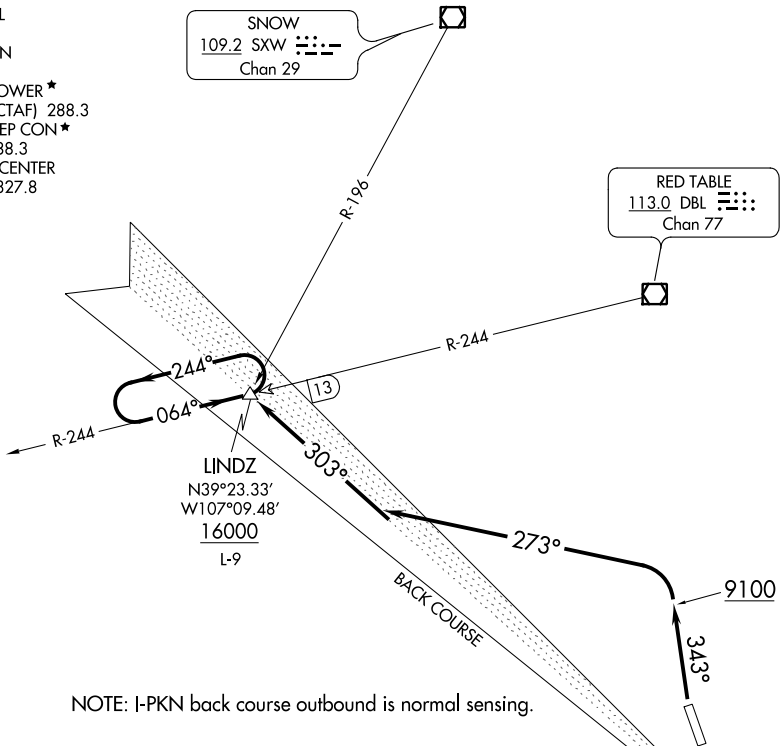 L
N
OWER★
CTAF) 288.3
EP CON★
38.3
CENTER
327.8
SNOW
109.2 SXW
Chan 29
RED TABLE
113.0 DBL
Chan 77
R-196
R-244
13
244°
064°
R-244
LINDZ
N39°23.33'
W107°09.48'
16000
L-9
303°
273°
9100
343°
BACK COURSE
NOTE: I-PKN back course outbound is normal sensing.